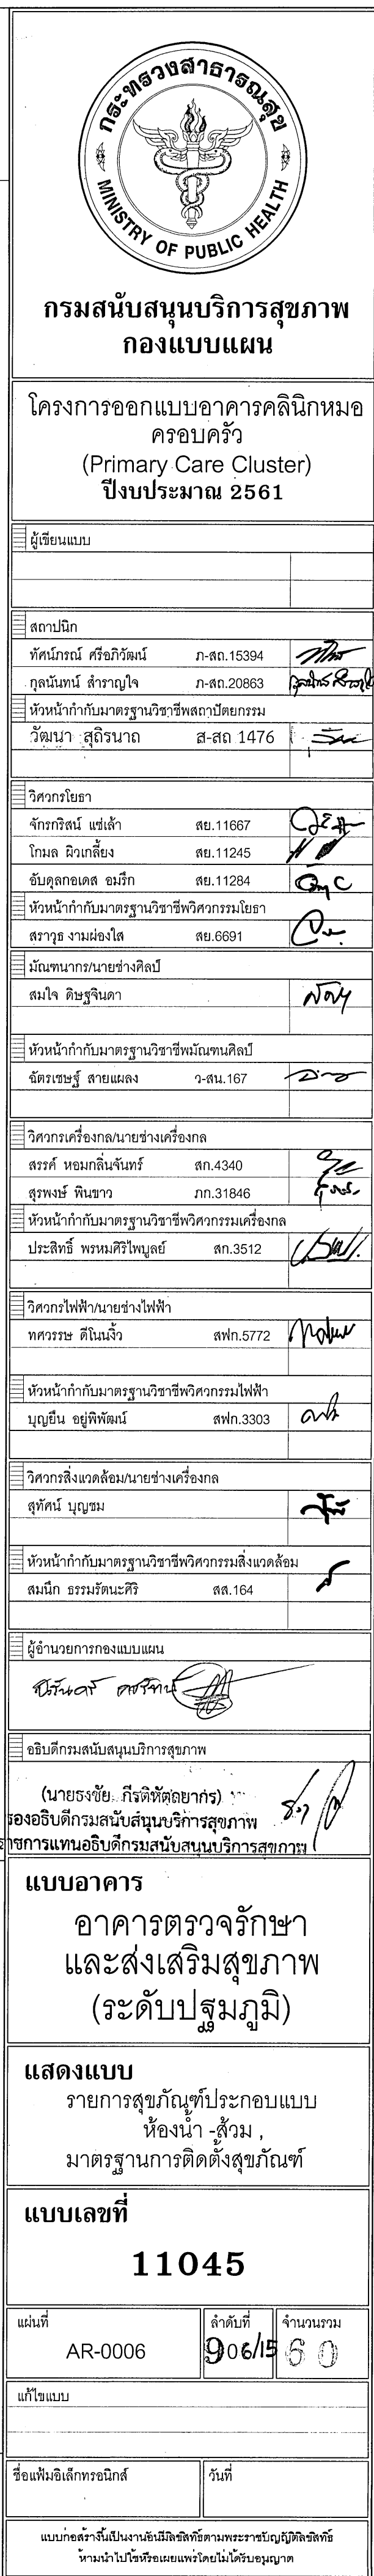 กระทรวงสาธารณสุข
MINISTRY OF PUBLIC HEALTH
กรมสนับสนุนบริการสุขภาพ
กองแบบแผน
โครงการออกแบบอาคารคลินิกหมอ
ครอบครัว
(Primary Care Cluster)
ปีงบประมาณ 2561
ผู้เขียนแบบ
สถาปนิก
ทัศน์ภรณ์ ศรีอภิวัฒน์ ภ-สถ.15394
กุลนันทน์ สำราญใจ ภ-สถ.20863
หัวหน้ากำกับมาตรฐานวิชาชีพสถาปัตยกรรม
วัฒนา สุถิรนาถ ส-สถ 1476
วิศวกรโยธา
จักรกริสน์ แซ่เล้า สย.11667
โกมล ผิวเกลี้ยง สย.11245
อับดุลกอเดส อมรึก สย.11284
หัวหน้ากำกับมาตรฐานวิชาชีพวิศวกรรมโยธา
สราวุธ งามผ่องใส สย.6691
มัณฑนากร/นายช่างศิลป์
สมใจ ดิษฐจินดา
หัวหน้ากำกับมาตรฐานวิชาชีพมัณฑนศิลป์
ฉัตรเชษฐ์ สายแผลง ว-สน.167
วิศวกรเครื่องกล/นายช่างเครื่องกล
สรรค์ หอมกลิ่นจันทร์ สก.4340
สุรพงษ์ พินขาว ภก.31846
หัวหน้ากำกับมาตรฐานวิชาชีพวิศวกรรมเครื่องกล
ประสิทธิ์ พรหมศิริไพบูลย์ สก.3512
วิศวกรไฟฟ้า/นายช่างไฟฟ้า
ทศวรรษ ดีโนนงิ้ว สฟก.5772
หัวหน้ากำกับมาตรฐานวิชาชีพวิศวกรรมไฟฟ้า
บุญยืน อยู่พิพัฒน์ สฟก.3303
วิศวกรสิ่งแวดล้อม/นายช่างเครื่องกล
สุทัศน์ บุญชม
หัวหน้ากำกับมาตรฐานวิชาชีพวิศวกรรมสิ่งแวดล้อม
สมนึก ธรรมรัตนะศิริ สส.164
ผู้อำนวยการกองแบบแผน
อธิบดีกรมสนับสนุนบริการสุขภาพ
(นายธงชัย กีรติหัตถยากร)
รองอธิบดีกรมสนับสนุนบริการสุขภาพ
ราชการแทนอธิบดีกรมสนับสนุนบริการสุขภาพ
แบบอาคาร
อาคารตรวจรักษา
และส่งเสริมสุขภาพ
(ระดับปฐมภูมิ)
แสดงแบบ
รายการสุขภัณฑ์ประกอบแบบ
ห้องน้ำ -ส้วม ,
มาตรฐานการติดตั้งสุขภัณฑ์
แบบเลขที่
11045
แผ่นที่ ลำดับที่ จำนวนรวม
AR-0006 906/15 60
แก้ไขแบบ
ชื่อแฟ้มอิเล็กทรอนิกส์ วันที่
แบบก่อสร้างนี้เป็นงานอันมีลิขสิทธิ์ตามพระราชบัญญัติลิขสิทธิ์
ห้ามนำไปใช้หรือเผยแพร่โดยไม่ได้รับอนุญาต